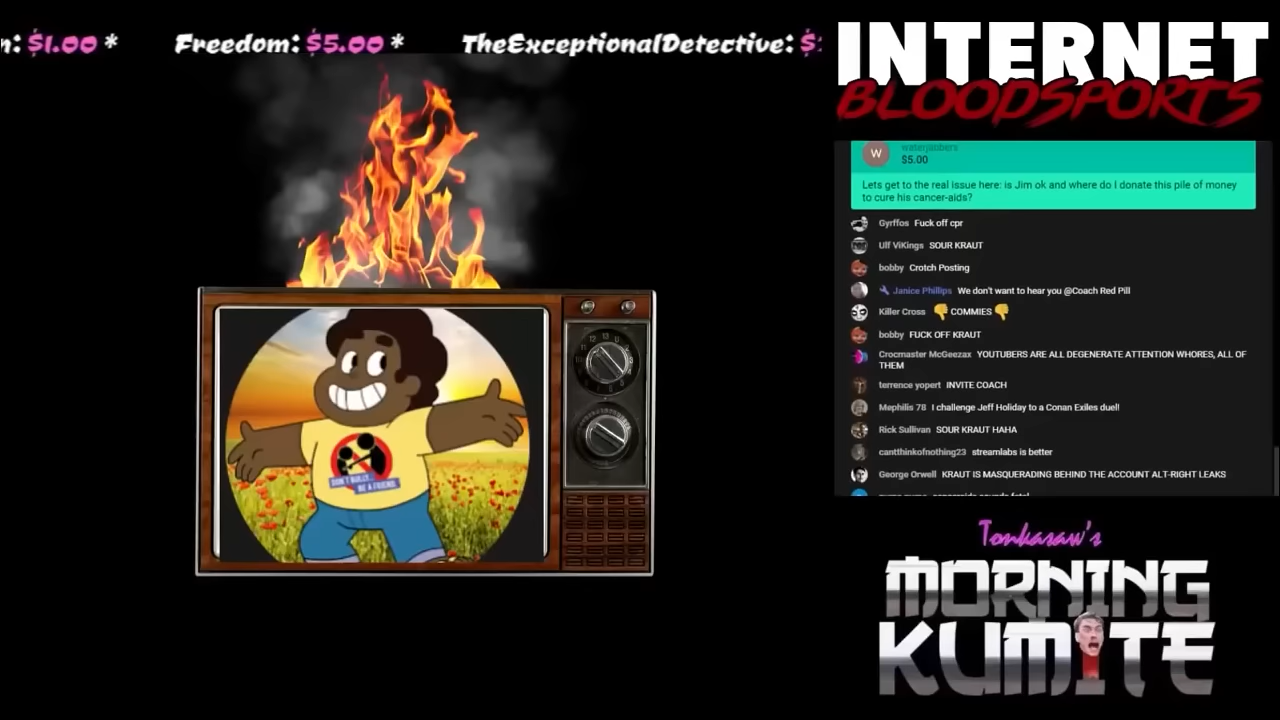 n: $1.00 * Freedom: $5.00 * TheExceptionalDetective: $
INTERNET
BLOODSPORTS
W waterjabbers
$5.00
Lets get to the real issue here: is Jim ok and where do I donate this pile of money
to cure his cancer-aids?
Gyrffos Fuck off cpr
Ulf ViKings SOUR KRAUT
bobby Crotch Posting
Janice Phillips We don't want to hear you @Coach Red Pill
Killer Cross 👎 COMMIES 👎
bobby FUCK OFF KRAUT
Crocmaster McGeezax YOUTUBERS ARE ALL DEGENERATE ATTENTION WHORES, ALL OF
THEM
terrence yopert INVITE COACH
Mephilis 78 I challenge Jeff Holiday to a Conan Exiles duel!
Rick Sullivan SOUR KRAUT HAHA
cantthinkofnothing23 streamlabs is better
George Orwell KRAUT IS MASQUERADING BEHIND THE ACCOUNT ALT-RIGHT LEAKS
DON'T BULLY...
BE A FRIEND.
Tonkasaw's
MORNING
KUMITE